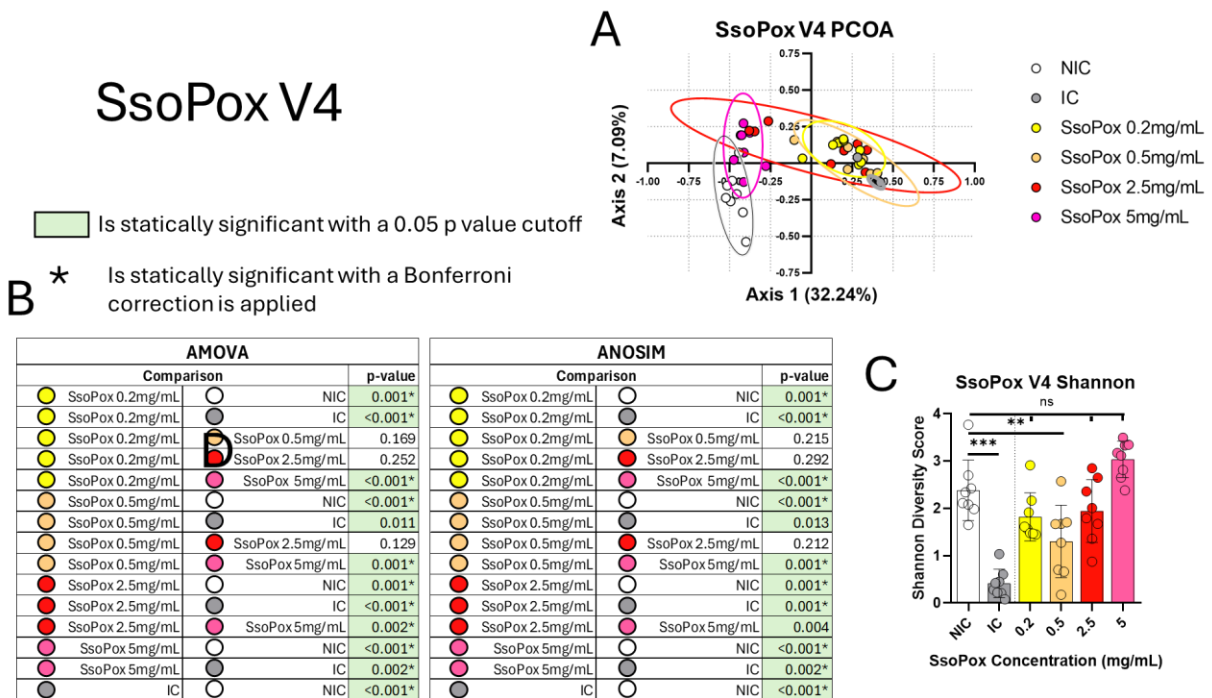 SsoPox V4
Is statically significant with a 0.05 p value cutoff
* Is statically significant with a Bonferroni
correction is applied
A
SsoPox V4 PCOA
Axis 2 (7.09%)
0.75
0.50
0.25
-0.25
-0.50
-0.75
-1.00 -0.75 -0.50 -0.25 0.25 0.50 0.75 1.00
Axis 1 (32.24%)
NIC
IC
SsoPox 0.2mg/mL
SsoPox 0.5mg/mL
SsoPox 2.5mg/mL
SsoPox 5mg/mL
B
AMOVA
Comparison p-value
SsoPox 0.2mg/mL NIC 0.001*
SsoPox 0.2mg/mL IC <0.001*
SsoPox 0.2mg/mL SsoPox 0.5mg/mL 0.169
SsoPox 0.2mg/mL SsoPox 2.5mg/mL 0.252
SsoPox 0.2mg/mL SsoPox 5mg/mL <0.001*
SsoPox 0.5mg/mL NIC <0.001*
SsoPox 0.5mg/mL IC 0.011
SsoPox 0.5mg/mL SsoPox 2.5mg/mL 0.129
SsoPox 0.5mg/mL SsoPox 5mg/mL 0.001*
SsoPox 2.5mg/mL NIC 0.001*
SsoPox 2.5mg/mL IC <0.001*
SsoPox 2.5mg/mL SsoPox 5mg/mL 0.002*
SsoPox 5mg/mL NIC <0.001*
SsoPox 5mg/mL IC 0.002*
IC NIC <0.001*
D
ANOSIM
Comparison p-value
SsoPox 0.2mg/mL NIC 0.001*
SsoPox 0.2mg/mL IC <0.001*
SsoPox 0.2mg/mL SsoPox 0.5mg/mL 0.215
SsoPox 0.2mg/mL SsoPox 2.5mg/mL 0.292
SsoPox 0.2mg/mL SsoPox 5mg/mL <0.001*
SsoPox 0.5mg/mL NIC <0.001*
SsoPox 0.5mg/mL IC 0.013
SsoPox 0.5mg/mL SsoPox 2.5mg/mL 0.212
SsoPox 0.5mg/mL SsoPox 5mg/mL 0.001*
SsoPox 2.5mg/mL NIC 0.001*
SsoPox 2.5mg/mL IC 0.001*
SsoPox 2.5mg/mL SsoPox 5mg/mL 0.004
SsoPox 5mg/mL NIC <0.001*
SsoPox 5mg/mL IC 0.002*
IC NIC <0.001*
C
SsoPox V4 Shannon
ns
**
***
Shannon Diversity Score
4
3
2
1
0
NIC IC 0.2 0.5 2.5 5
SsoPox Concentration (mg/mL)